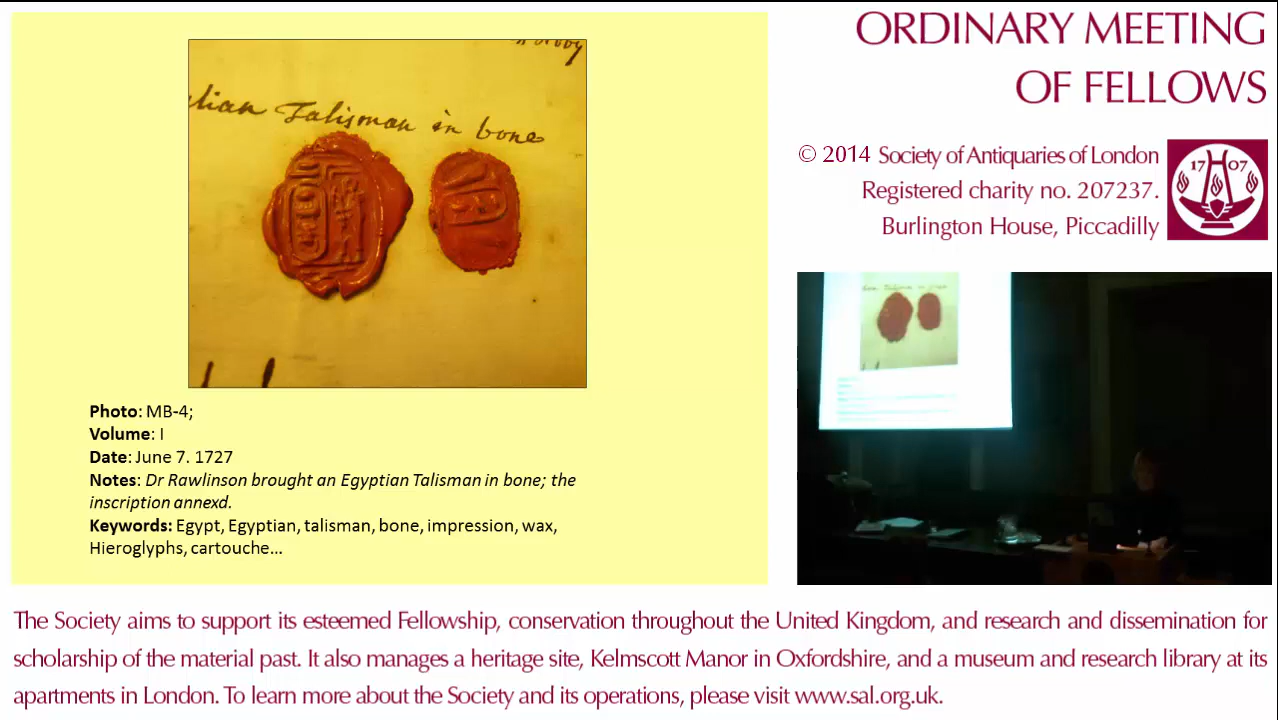 ORDINARY MEETING
OF FELLOWS
© 2014 Society of Antiquaries of London
Registered charity no. 207237.
Burlington House, Piccadilly
17 07
Talisman in bone
Photo: MB-4;
Volume: I
Date: June 7. 1727
Notes: Dr Rawlinson brought an Egyptian Talisman in bone; the
inscription annexd.
Keywords: Egypt, Egyptian, talisman, bone, impression, wax,
Hieroglyphs, cartouche...
The Society aims to support its esteemed Fellowship, conservation throughout the United Kingdom, and research and dissemination for
scholarship of the material past. It also manages a heritage site, Kelmscott Manor in Oxfordshire, and a museum and research library at its
apartments in London. To learn more about the Society and its operations, please visit www.sal.org.uk.